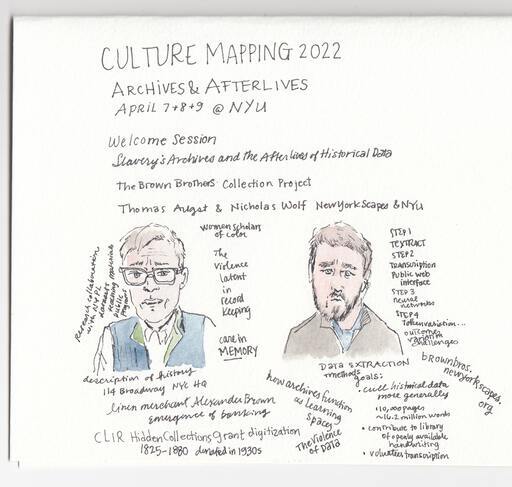 CULTURE MAPPING 2022
ARCHIVES & AFTERLIVES
APRIL 7+8+9 @ NYU
Welcome Session
Slavery's Archives and the Afterlives of Historical Data
The Brown Brothers Collection Project
Thomas Augst & Nicholas Wolf NewYorkScapes & NYU
Research collaboration
with NYPL
datasets
teaching materials
public
women scholars
of color
The
violence
latent
in
record
keeping
care in
MEMORY
description of history
114 Broadway NYC HQ
linen merchant Alexander Brown
emergence of banking
CLIR Hidden Collections grant digitization
1825-1880 donated in 1930s
STEP 1
TEXTRACT
STEP 2
Transcription
Public web
interface
STEP 3
neural
networks
STEP 4
Token variation...
outcomes
variation
challenges
brownbros.
newyorkscapes.
org
how archives function
as learning
spaces
The violence
of Data
DATA EXTRACTION
methods
goals:
• cull historical data
more generally
• 10,000 pages
~16.2 million words
• contribute to library
of openly available
handwriting
• volunteer transcription